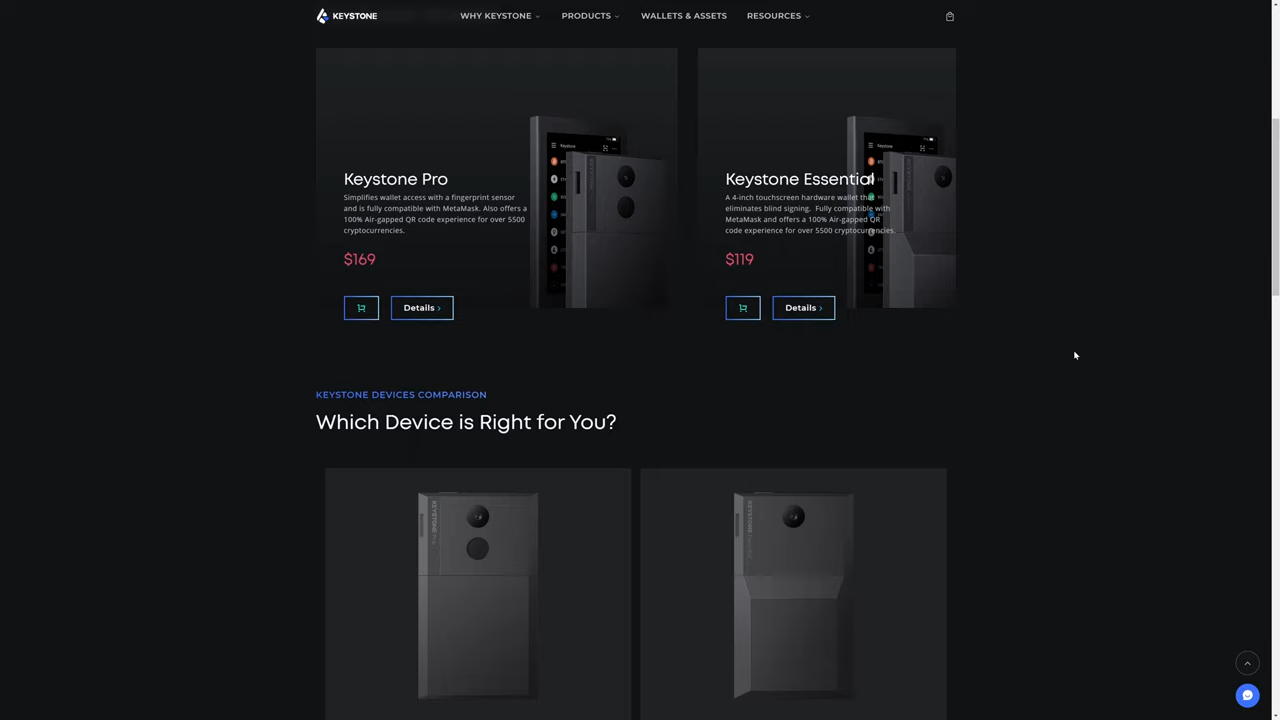 KEYSTONE
WHY KEYSTONE
PRODUCTS
WALLETS & ASSETS
RESOURCES
Keystone Pro
Simplifies wallet access with a fingerprint sensor
and is fully compatible with MetaMask. Also offers a
100% Air-gapped QR code experience for over 5500
cryptocurrencies.
$169
Details
Keystone
Keystone Essential
A 4-inch touchscreen hardware wallet that
eliminates blind signing. Fully compatible with
MetaMask and offers a 100% Air-gapped QR
code experience for over 5500 cryptocurrencies.
$119
Details
Keystone
KEYSTONE DEVICES COMPARISON
Which Device is Right for You?